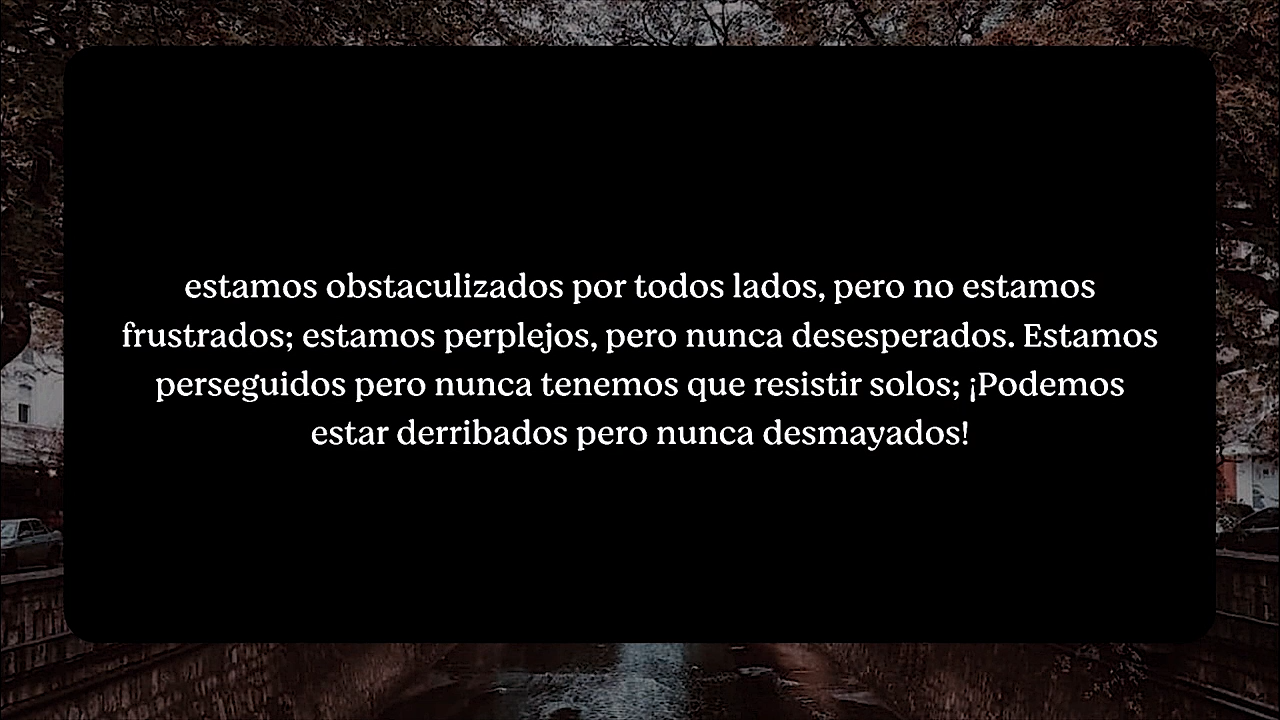 estamos obstaculizados por todos lados, pero no estamos
frustrados; estamos perplejos, pero nunca desesperados. Estamos
perseguidos pero nunca tenemos que resistir solos; ¡Podemos
estar derribados pero nunca desmayados!